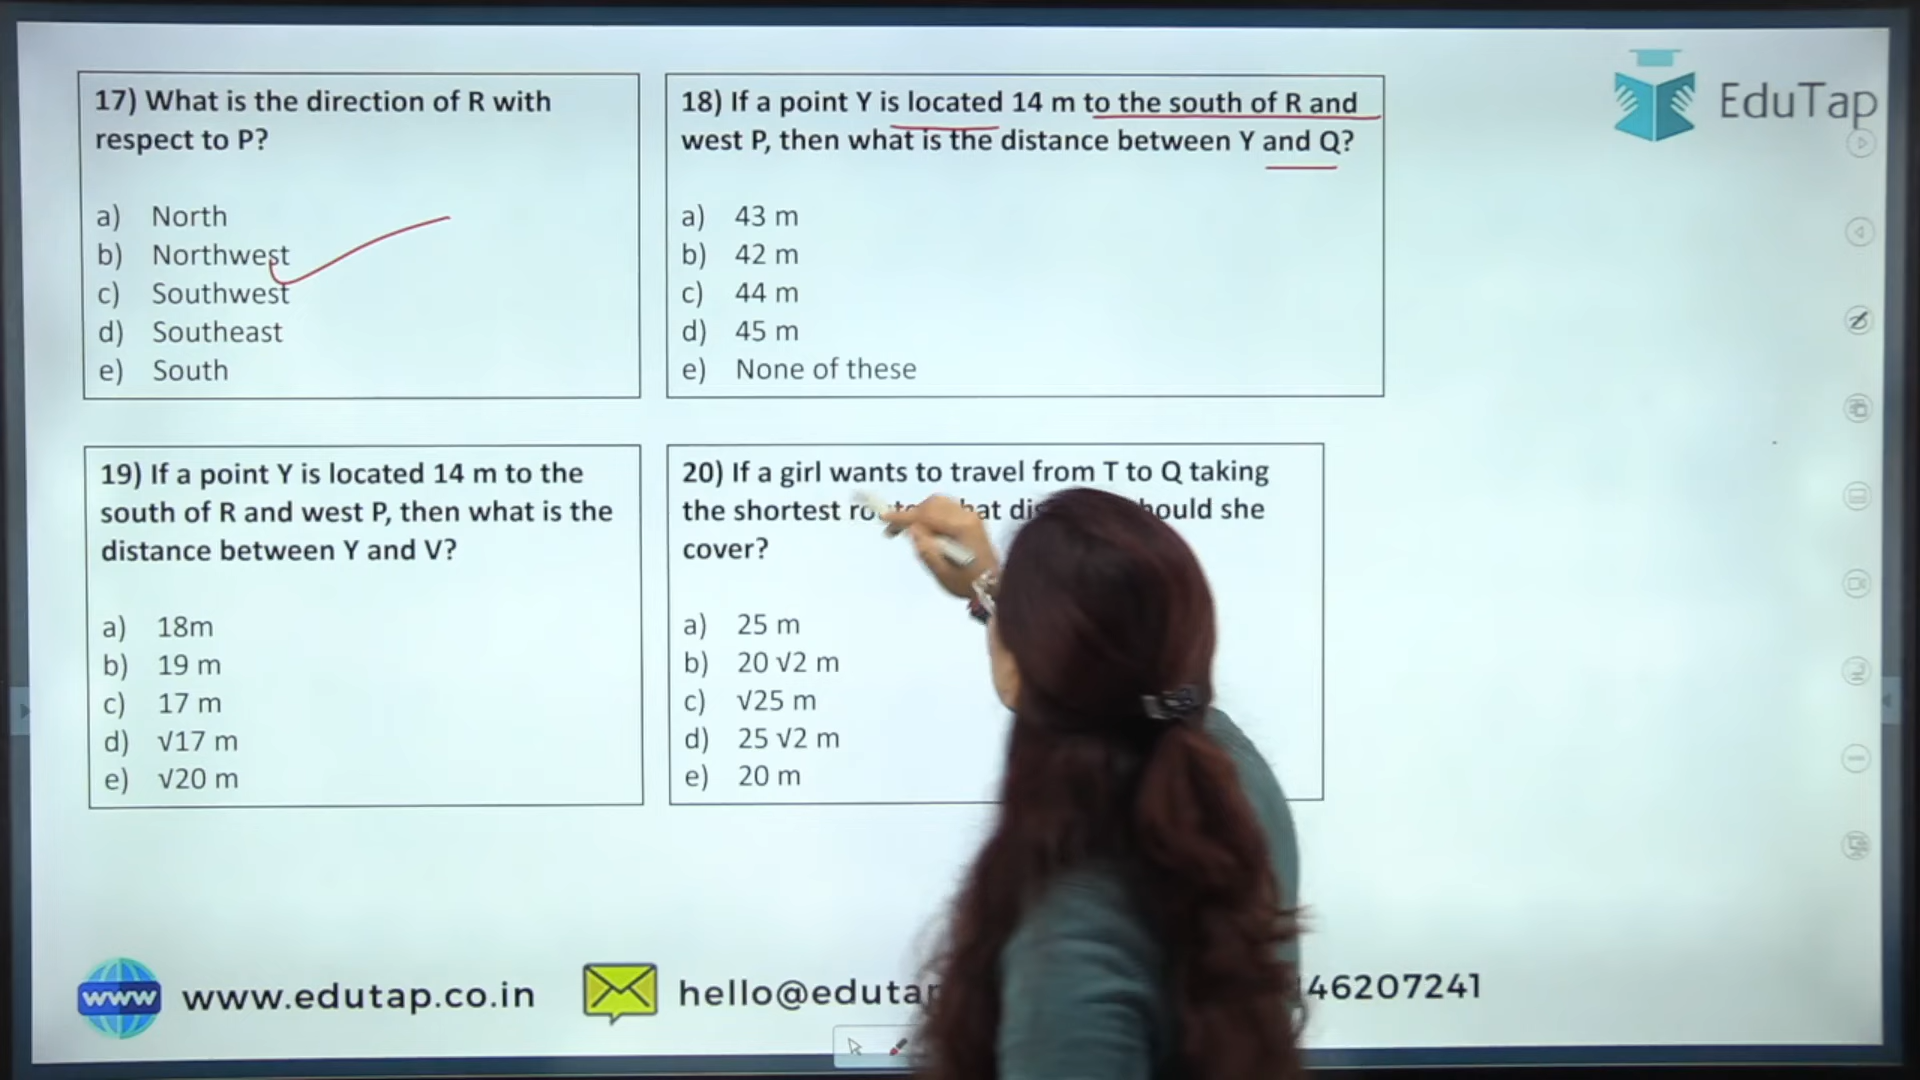 17) What is the direction of R with
respect to P?
a) North
b) Northwest
c) Southwest
d) Southeast
e) South
18) If a point Y is located 14 m to the south of R and
west P, then what is the distance between Y and Q?
a) 43 m
b) 42 m
c) 44 m
d) 45 m
e) None of these
EduTap
19) If a point Y is located 14 m to the
south of R and west P, then what is the
distance between Y and V?
a) 18m
b) 19 m
c) 17 m
d) √17 m
e) √20 m
20) If a girl wants to travel from T to Q taking
the shortest she
cover?
a) 25 m
b) 20 √2 m
c) √25 m
d) 25 √2 m
e) 20 m
www
www.edutap.co.in
hello@eduta
46207241